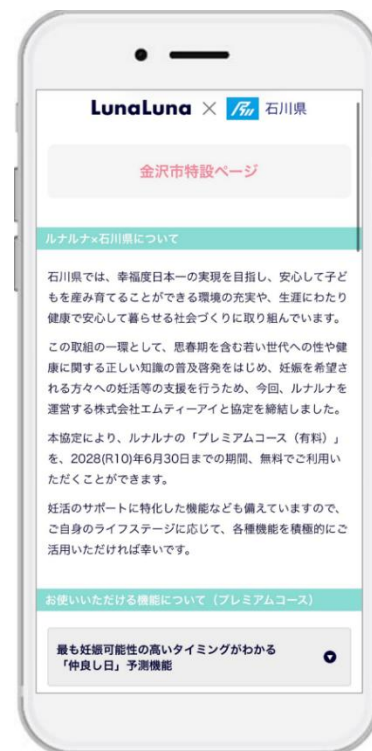 LunaLuna × 石川県
金沢市特設ページ
ルナルナ×石川県について
石川県では、幸福度日本一の実現を目指し、安心して子ど
もを産み育てることができる環境の充実や、生涯にわたり
健康で安心して暮らせる社会づくりに取り組んでいます。
この取組の一環として、思春期を含む若い世代への性や健
康に関する正しい知識の普及啓発をはじめ、妊娠を希望さ
れる方々への妊活等の支援を行うため、今回、ルナルナを
運営する株式会社エムティーアイと協定を締結しました。
本協定により、ルナルナの「プレミアムコース（有料）」
を、2028(R10)年6月30日までの期間、無料でご利用い
ただくことができます。
妊活のサポートに特化した機能なども備えていますので、
ご自身のライフステージに応じて、各種機能を積極的にご
活用いただければ幸いです。
お使いいただける機能について（プレミアムコース）
最も妊娠可能性の高いタイミングがわかる
「仲良し日」予測機能